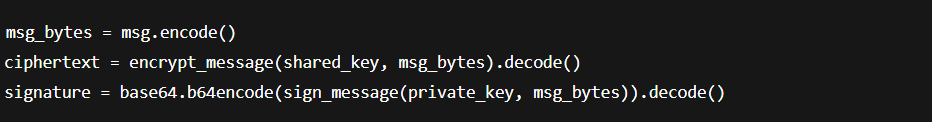 msg_bytes = msg.encode()
ciphertext = encrypt_message(shared_key, msg_bytes).decode()
signature = base64.b64encode(sign_message(private_key, msg_bytes)).decode()